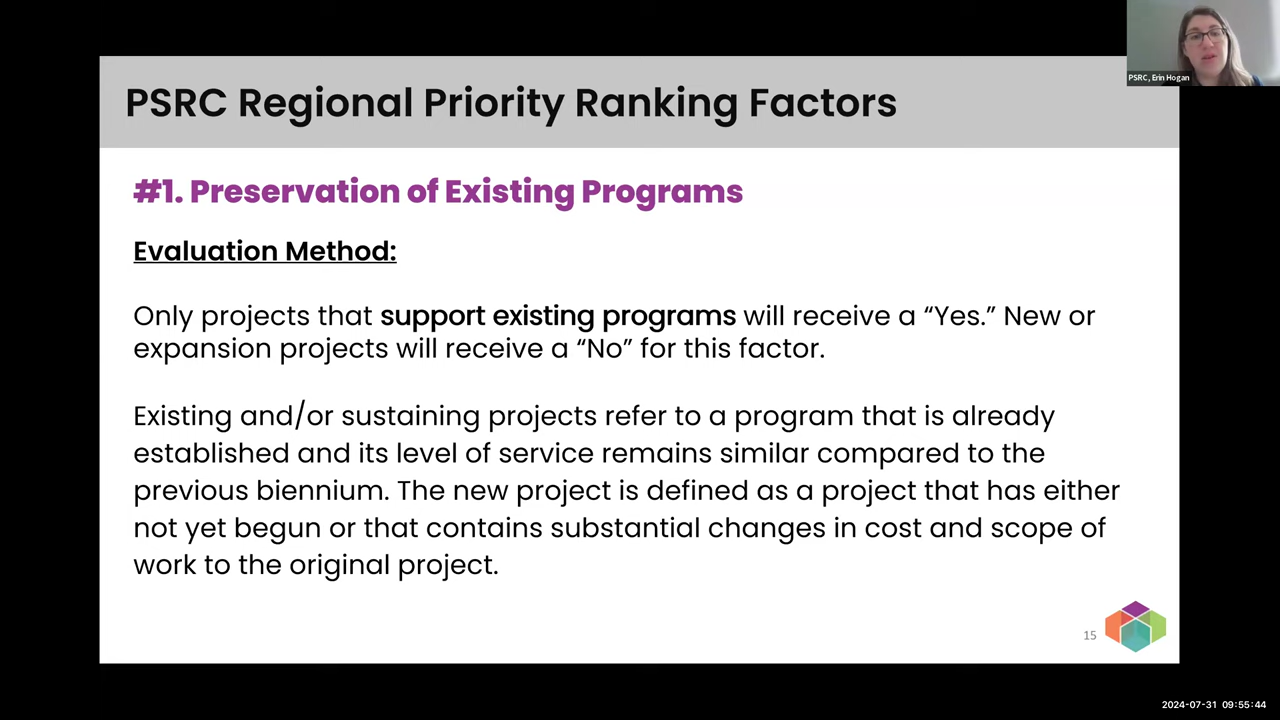 PSRC Regional Priority Ranking Factors
PSRC, Erin Hogan
#1. Preservation of Existing Programs
Evaluation Method:
Only projects that support existing programs will receive a “Yes.” New or
expansion projects will receive a “No” for this factor.
Existing and/or sustaining projects refer to a program that is already
established and its level of service remains similar compared to the
previous biennium. The new project is defined as a project that has either
not yet begun or that contains substantial changes in cost and scope of
work to the original project.
15
2024-07-31 09:55:44